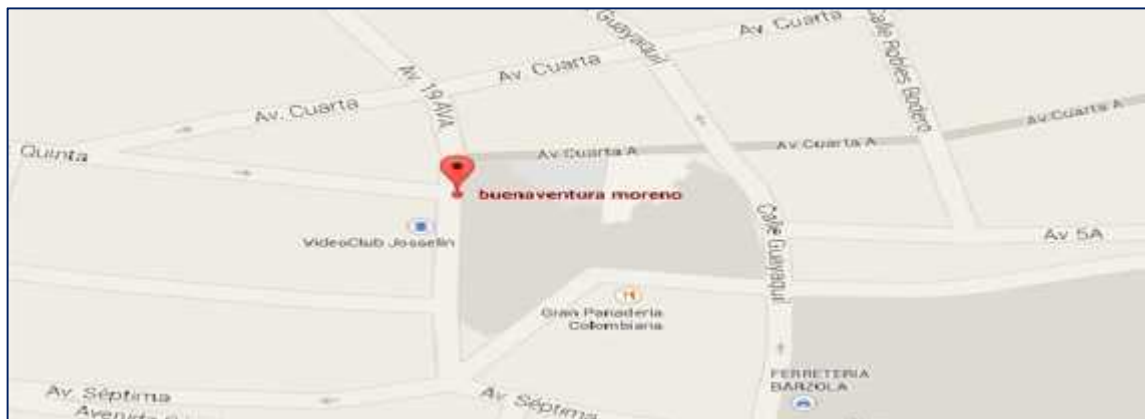 Av. Cuarta
Guayaquil
Calle Robles Bodero
Av. Cuarta
Av. 19 AVA
Av. Cuarta
Av.Cuarta A
Av.Cuarta A
Av Cuarta A
Quinta
buenaventura moreno
VideoClub Josselin
Calle Guayaquil
Av 5A
Gran Panaderia
Colombiana
FERRETERIA
BARZOLA
Av. Séptima
Av. Séptima
Avenida